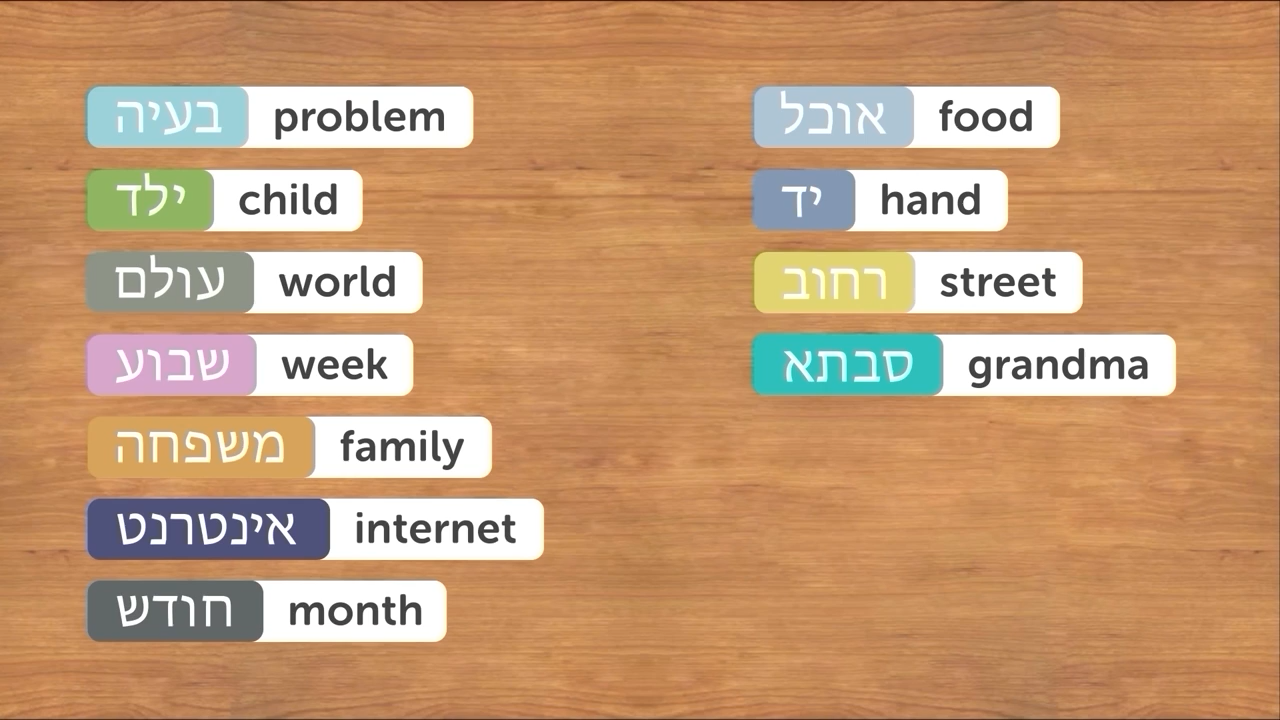 בעיה problem
ילד child
עולם world
שבוע week
משפחה family
אינטרנט internet
חודש month
אוכל food
יד hand
רחוב street
סבתא grandma